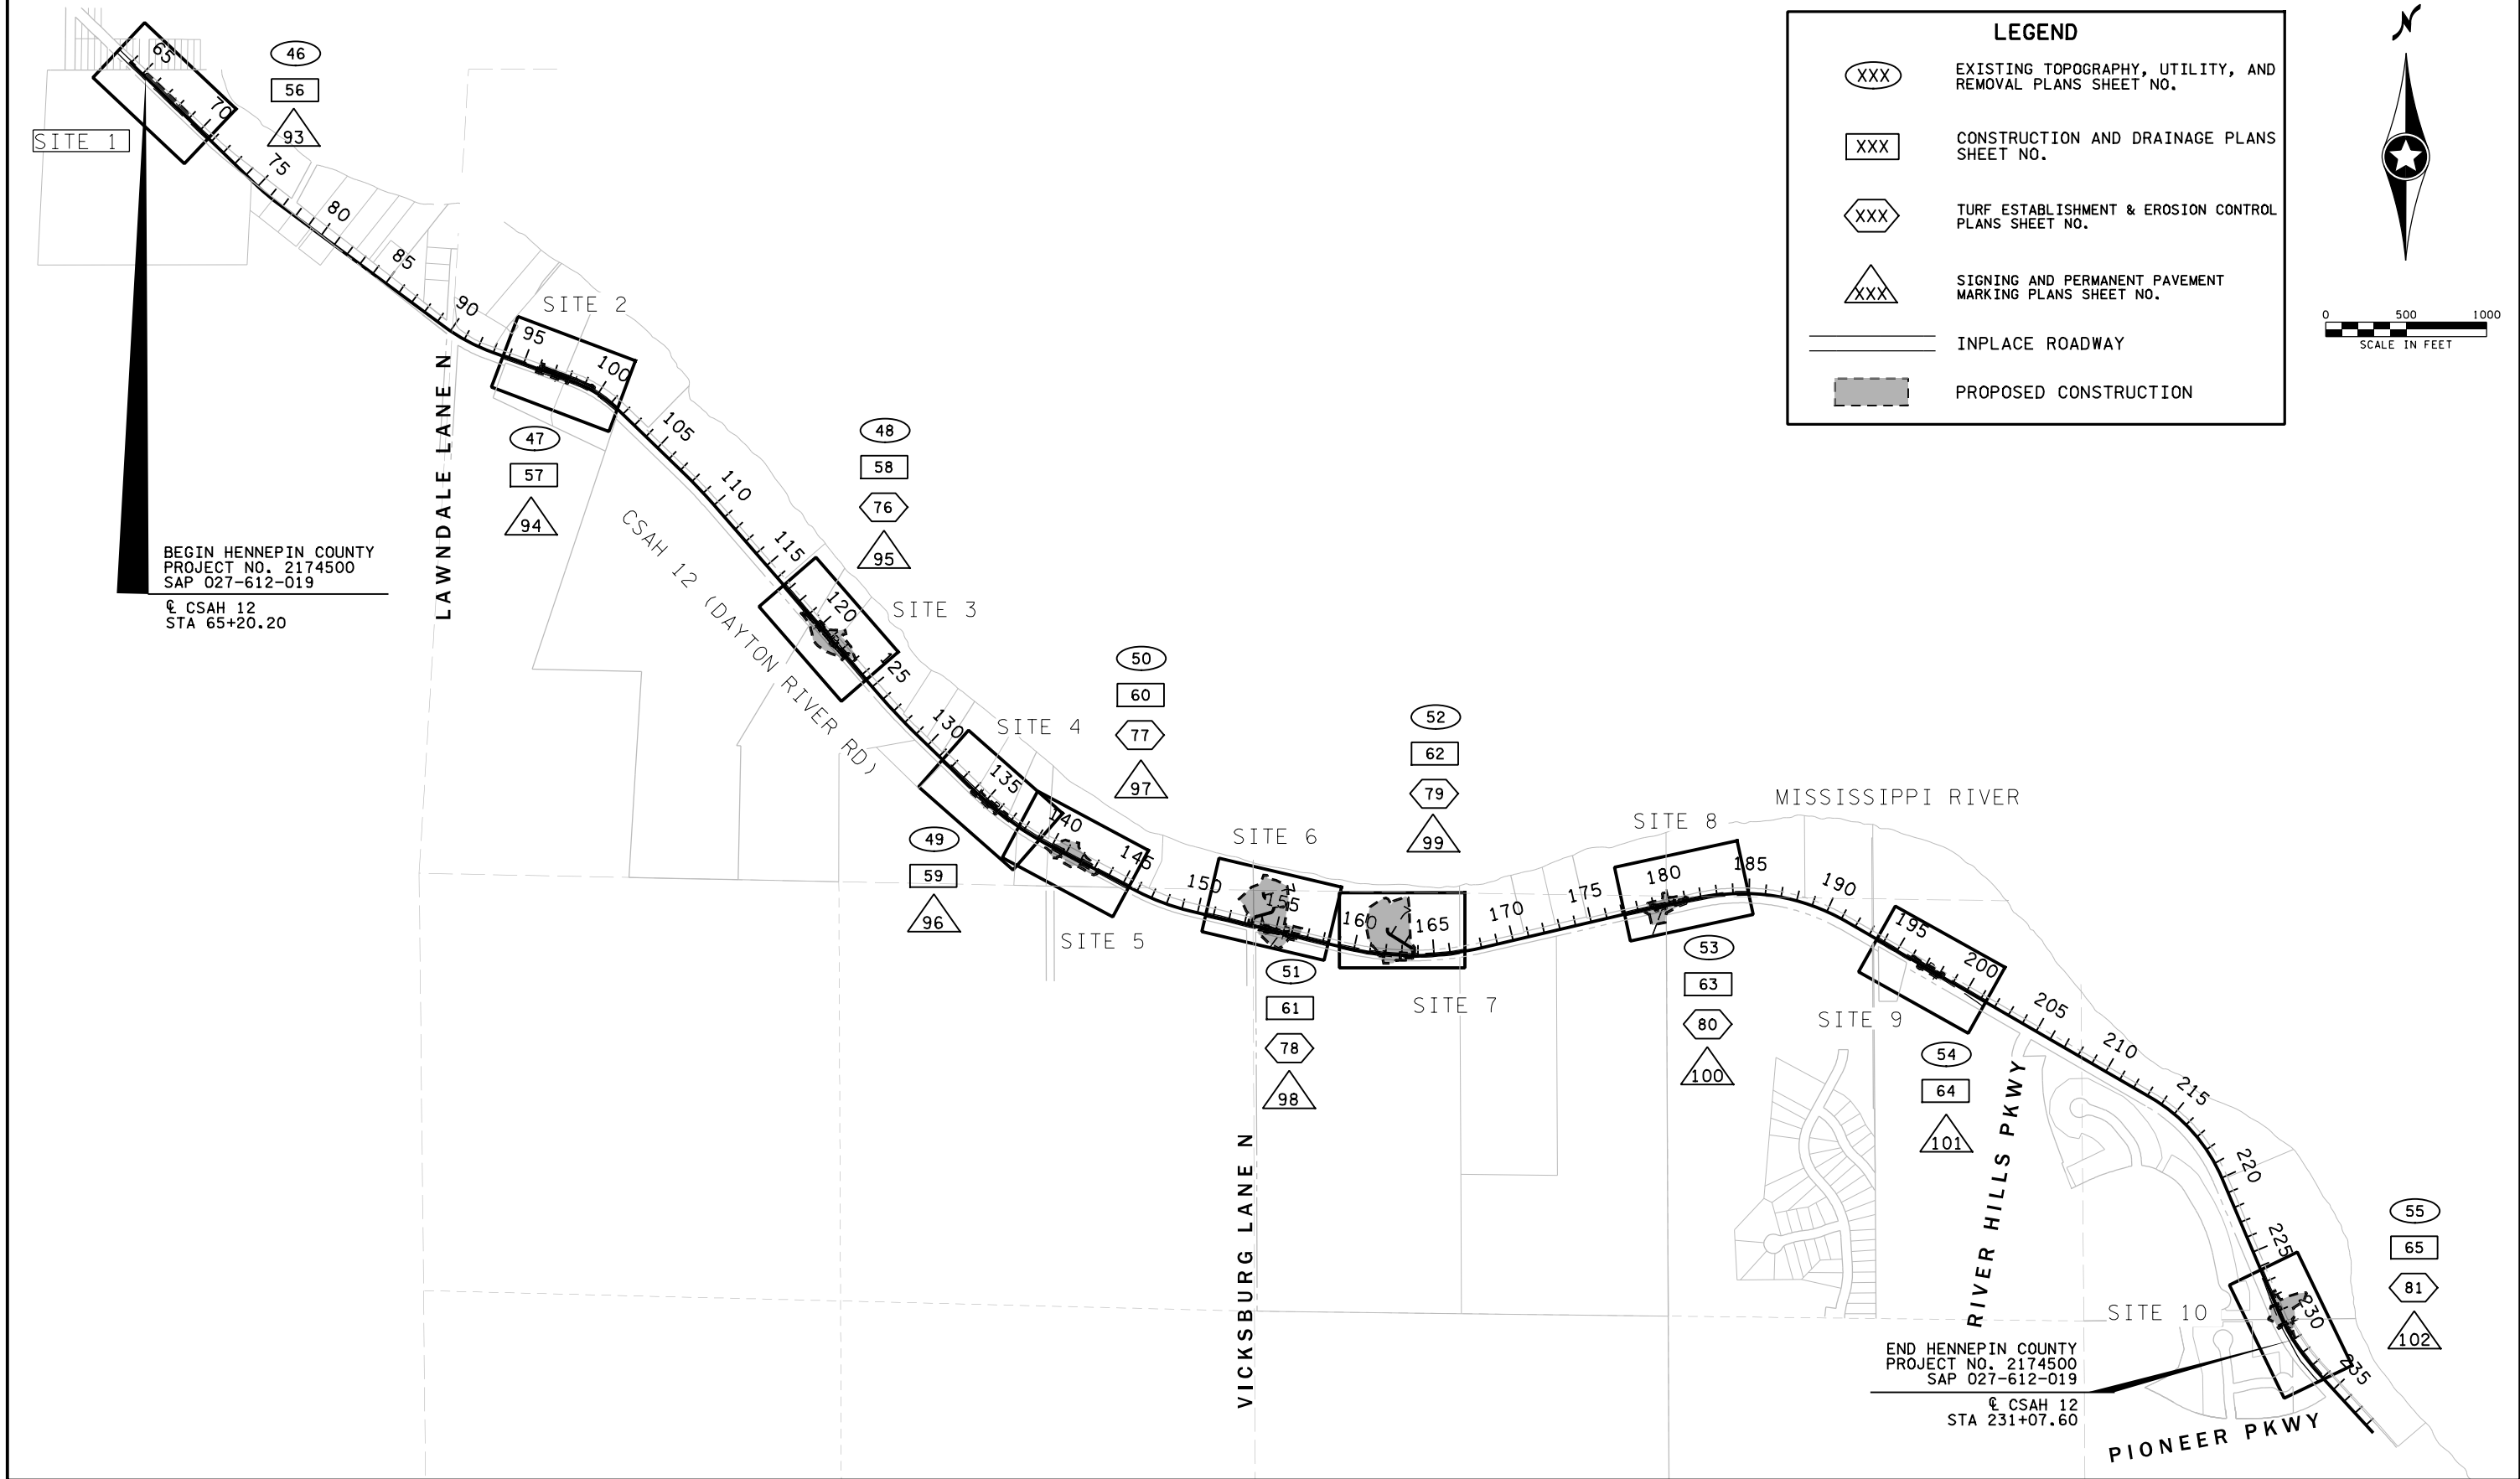 LEGEND
XXX
EXISTING TOPOGRAPHY, UTILITY, AND
REMOVAL PLANS SHEET NO.
XXX
CONSTRUCTION AND DRAINAGE PLANS
SHEET NO.
XXX
TURF ESTABLISHMENT & EROSION CONTROL
PLANS SHEET NO.
XXX
SIGNING AND PERMANENT PAVEMENT
MARKING PLANS SHEET NO.
INPLACE ROADWAY
PROPOSED CONSTRUCTION
N
0 500 1000
SCALE IN FEET
SITE 1
46
56
93
65
70
75
80
85
90
BEGIN HENNEPIN COUNTY
PROJECT NO. 2174500
SAP 027-612-019
℄ CSAH 12
STA 65+20.20
LAWNDALE LANE N
SITE 2
95
100
47
57
94
105
110
115
CSAH 12 (DAYTON RIVER RD)
48
58
76
95
SITE 3
120
125
130
SITE 4
135
49
59
96
50
60
77
97
140
145
SITE 5
150
SITE 6
155
51
61
78
98
VICKSBURG LANE N
52
62
79
99
160
165
SITE 7
170
175
SITE 8
180
185
53
63
80
100
MISSISSIPPI RIVER
190
195
200
SITE 9
54
64
101
RIVER HILLS PKWY
205
210
215
220
225
230
235
SITE 10
55
65
81
102
END HENNEPIN COUNTY
PROJECT NO. 2174500
SAP 027-612-019
℄ CSAH 12
STA 231+07.60
PIONEER PKWY